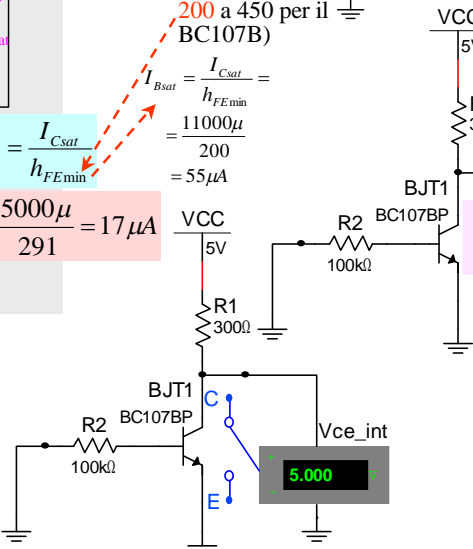 200 a 450 per il
BC107B)
I_Bsat = I_Csat / h_FEmin =
= 11000μ / 200
= 55μA
= I_Csat / h_FEmin
5000μ / 291 = 17μA
at
VCC
5V
R1
300Ω
BJT1
BC107BP
R2
100kΩ
C
E
Vce_int
+
5.000
V
−
VCC
5V
BJT1
BC107BP
R2
100kΩ